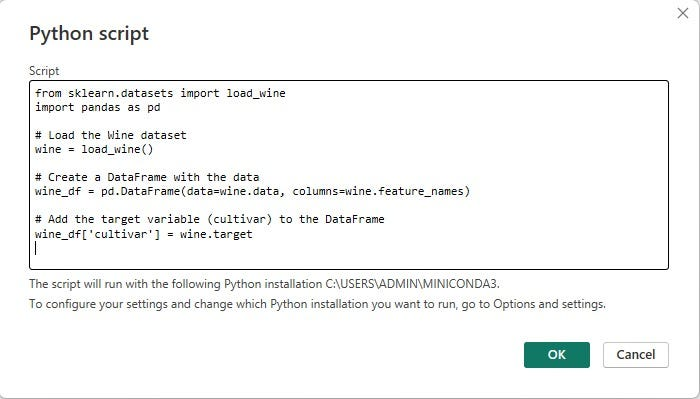 Python script
Script
from sklearn.datasets import load_wine
import pandas as pd
# Load the Wine dataset
wine = load_wine()
# Create a DataFrame with the data
wine_df = pd.DataFrame(data=wine.data, columns=wine.feature_names)
# Add the target variable (cultivar) to the DataFrame
wine_df['cultivar'] = wine.target
The script will run with the following Python installation C:\USERS\ADMIN\MINICONDA3.
To configure your settings and change which Python installation you want to run, go to Options and settings.
OK Cancel